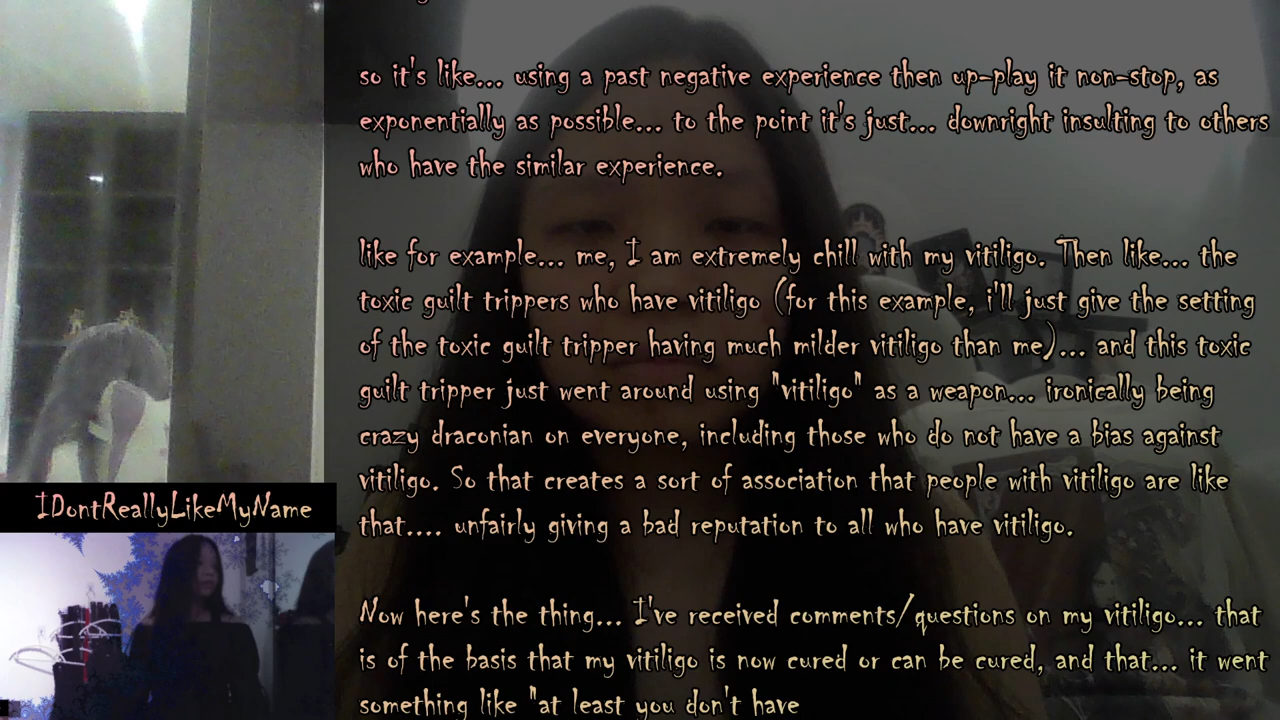 so it's like... using a past negative experience then up-play it non-stop, as
exponentially as possible... to the point it's just... downright insulting to others
who have the similar experience.
like for example... me, I am extremely chill with my vitiligo. Then like... the
toxic guilt trippers who have vitiligo (for this example, i'll just give the setting
of the toxic guilt tripper having much milder vitiligo than me)... and this toxic
guilt tripper just went around using "vitiligo" as a weapon... ironically being
crazy draconian on everyone, including those who do not have a bias against
vitiligo. So that creates a sort of association that people with vitiligo are like
that.... unfairly giving a bad reputation to all who have vitiligo.
Now here's the thing... I've received comments/questions on my vitiligo... that
is of the basis that my vitiligo is now cured or can be cured, and that... it went
something like "at least you don't have
IDontReallyLikeMyName